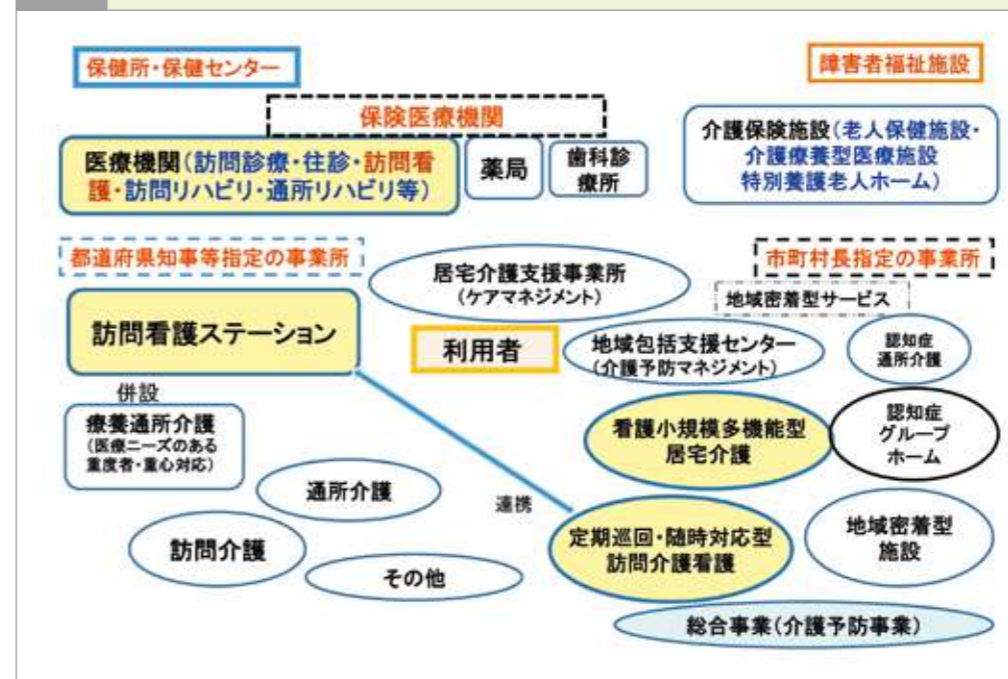 保健所・保健センター
障害者福祉施設
保険医療機関
医療機関(訪問診療・往診・訪問看
護・訪問リハビリ・通所リハビリ等)
薬局
歯科診
療所
介護保険施設(老人保健施設・
介護療養型医療施設
特別養護老人ホーム)
都道府県知事等指定の事業所
市町村長指定の事業所
居宅介護支援事業所
(ケアマネジメント)
地域密着型サービス
訪問看護ステーション
利用者
地域包括支援センター
(介護予防マネジメント)
認知症
通所介護
併設
療養通所介護
(医療ニーズのある
重度者・重心対応)
看護小規模多機能型
居宅介護
認知症
グループ
ホーム
通所介護
連携
訪問介護
定期巡回・随時対応型
訪問介護看護
地域密着型
施設
その他
総合事業(介護予防事業)